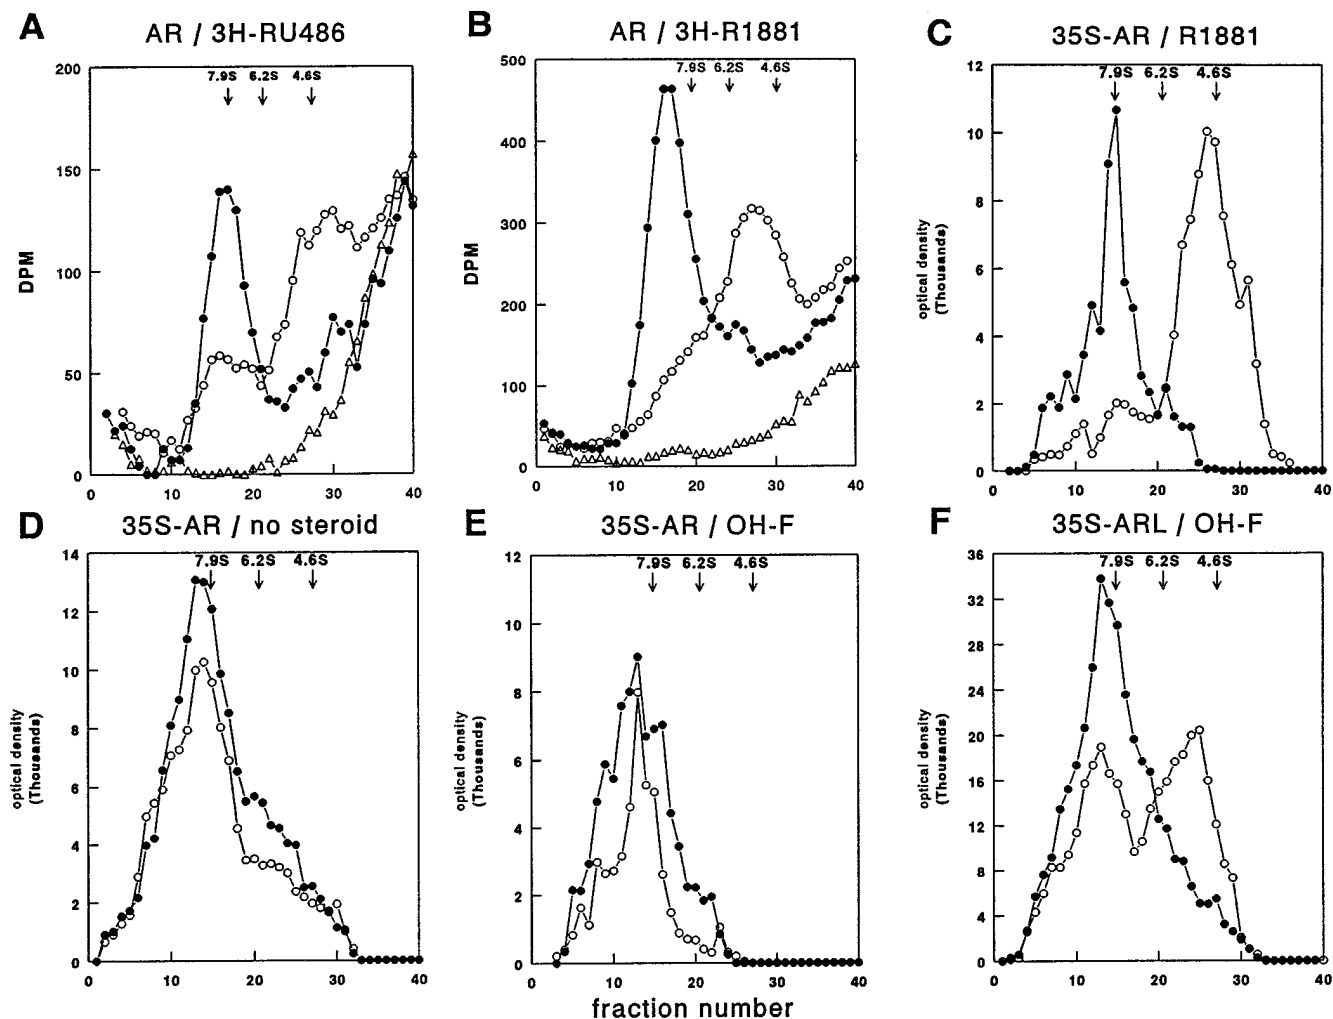 A
AR / 3H-RU486
200
150
100
50
0
DPM
7.9S 6.2S 4.6S
0 10 20 30 40
B
AR / 3H-R1881
500
400
300
200
100
0
DPM
7.9S 6.2S 4.6S
0 10 20 30 40
C
35S-AR / R1881
12
10
8
6
4
2
0
optical density
(Thousands)
7.9S 6.2S 4.6S
0 10 20 30 40
D
35S-AR / no steroid
14
12
10
8
6
4
2
0
optical density
(Thousands)
7.9S 6.2S 4.6S
0 10 20 30 40
E
35S-AR / OH-F
12
10
8
6
4
2
0
optical density
(Thousands)
7.9S 6.2S 4.6S
0 10 20 30 40
fraction number
F
35S-ARL / OH-F
36
32
28
24
20
16
12
8
4
0
optical density
(Thousands)
7.9S 6.2S 4.6S
0 10 20 30 40